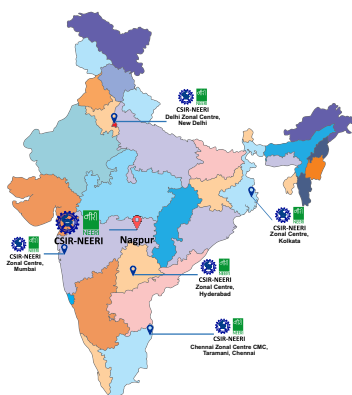 CSIR-NEERI
Delhi Zonal Centre,
New Delhi
नीरी
NEERI
CSIR-NEERI
Nagpur
CSIR-NEERI
Zonal Centre,
Kolkata
CSIR-NEERI
Zonal Centre,
Mumbai
CSIR-NEERI
Zonal Centre,
Hyderabad
CSIR-NEERI
Chennai Zonal Centre CMC,
Taramani, Chennai